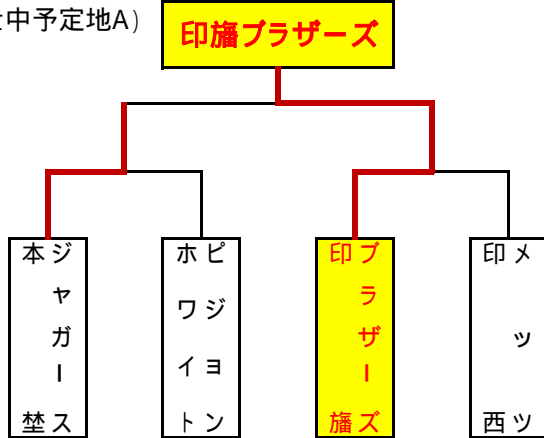 中予定地A)
印旛ブラザーズ
本埜
ジャガース
ホワイト
ピジョン
印旛
ブラザーズ
印西
メッツ